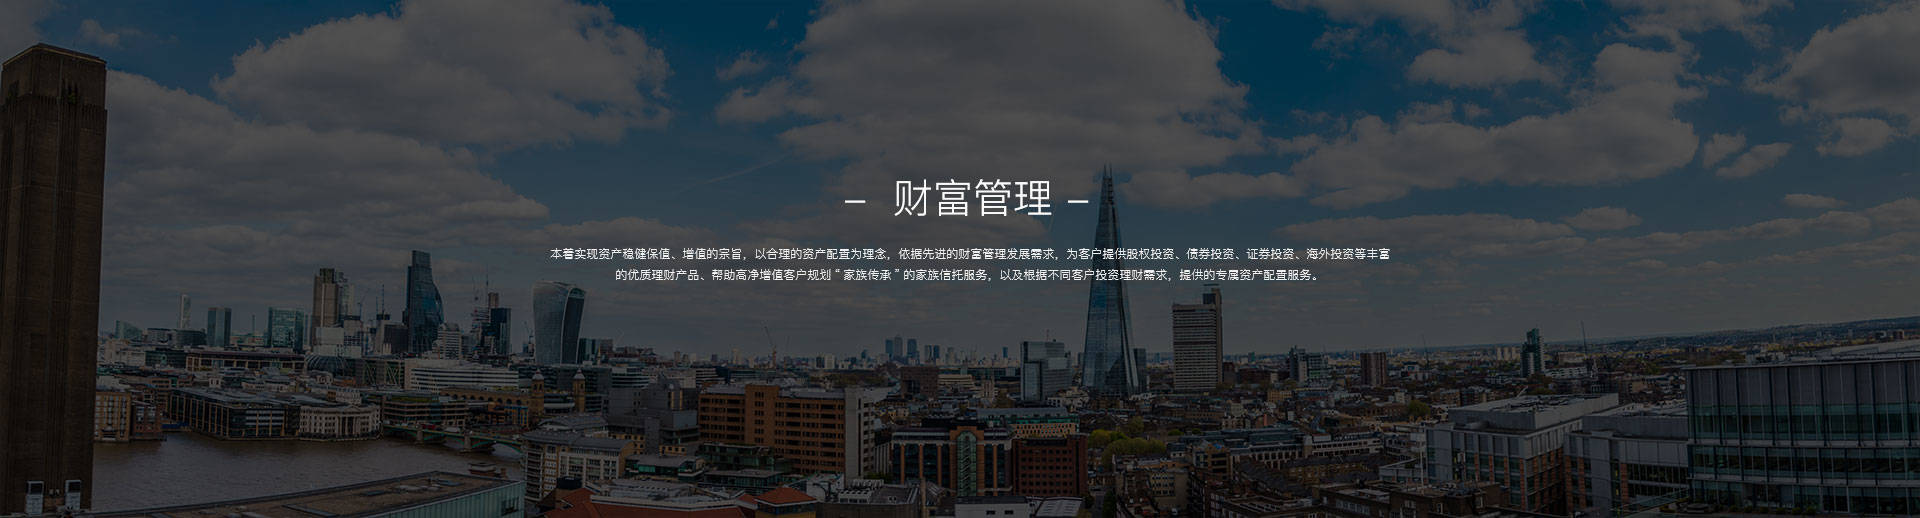 – 财富管理 –
本着实现资产稳健保值、增值的宗旨，以合理的资产配置为理念，依据先进的财富管理发展需求，为客户提供股权投资、债券投资、证券投资、海外投资等丰富
的优质理财产品、帮助高净增值客户规划“家族传承”的家族信托服务，以及根据不同客户投资理财需求，提供的专属资产配置服务。